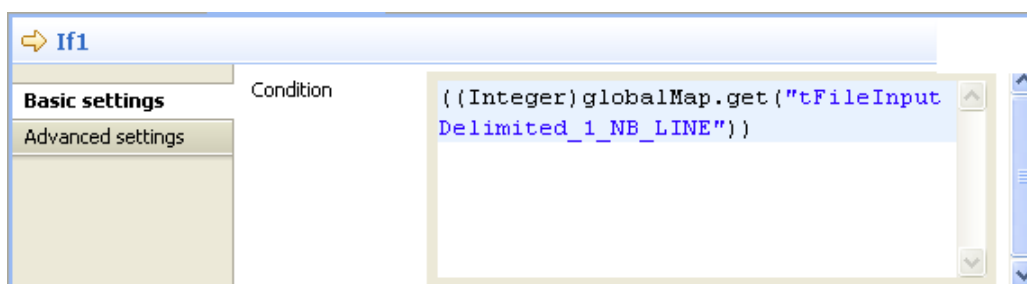 If1
Basic settings
Advanced settings
Condition
((Integer)globalMap.get("tFileInput
Delimited_1_NB_LINE"))